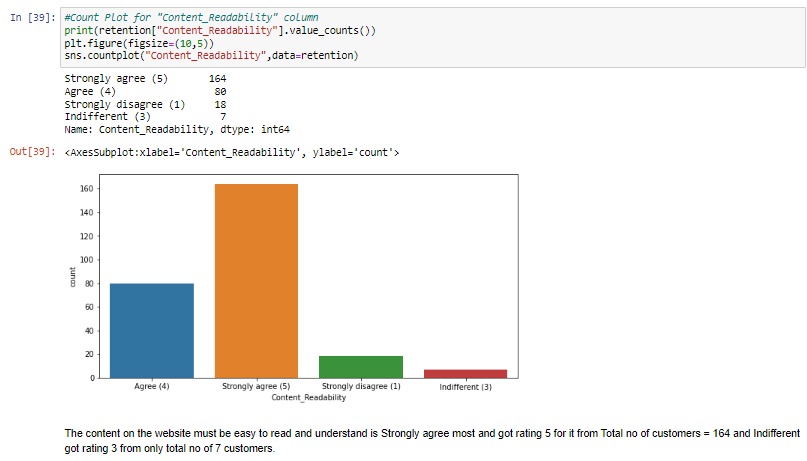 In [39]: #Count Plot for "Content_Readability" column
print(retention["Content_Readability"].value_counts())
plt.figure(figsize=(10,5))
sns.countplot("Content_Readability",data=retention)
Strongly agree (5) 164
Agree (4) 80
Strongly disagree (1) 18
Indifferent (3) 7
Name: Content_Readability, dtype: int64
Out[39]: <AxesSubplot:xlabel='Content_Readability', ylabel='count'>
160
140
120
100
80
60
40
20
0
count
Agree (4) Strongly agree (5) Strongly disagree (1) Indifferent (3)
Content_Readability
The content on the website must be easy to read and understand is Strongly agree most and got rating 5 for it from Total no of customers = 164 and Indifferent
got rating 3 from only total no of 7 customers.